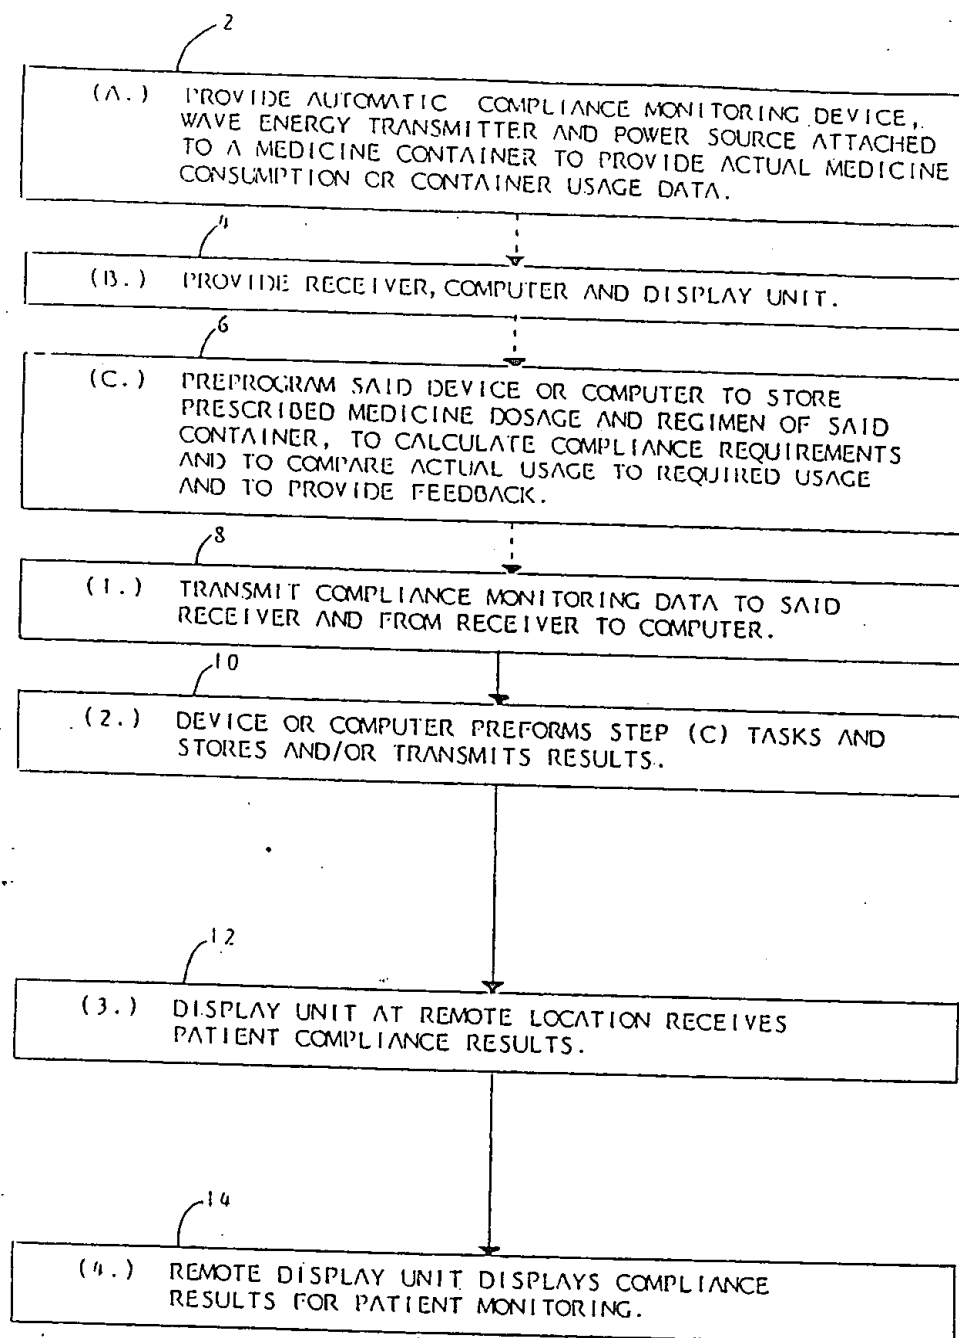 2
(A.) PROVIDE AUTOMATIC COMPLIANCE MONITORING DEVICE,
WAVE ENERGY TRANSMITTER AND POWER SOURCE ATTACHED
TO A MEDICINE CONTAINER TO PROVIDE ACTUAL MEDICINE
CONSUMPTION OR CONTAINER USAGE DATA.
4
(B.) PROVIDE RECEIVER, COMPUTER AND DISPLAY UNIT.
6
(C.) PREPROGRAM SAID DEVICE OR COMPUTER TO STORE
PRESCRIBED MEDICINE DOSAGE AND REGIMEN OF SAID
CONTAINER, TO CALCULATE COMPLIANCE REQUIREMENTS
AND TO COMPARE ACTUAL USAGE TO REQUIRED USAGE
AND TO PROVIDE FEEDBACK.
8
(1.) TRANSMIT COMPLIANCE MONITORING DATA TO SAID
RECEIVER AND FROM RECEIVER TO COMPUTER.
10
(2.) DEVICE OR COMPUTER PREFORMS STEP (C) TASKS AND
STORES AND/OR TRANSMITS RESULTS.
12
(3.) DISPLAY UNIT AT REMOTE LOCATION RECEIVES
PATIENT COMPLIANCE RESULTS.
14
(4.) REMOTE DISPLAY UNIT DISPLAYS COMPLIANCE
RESULTS FOR PATIENT MONITORING.